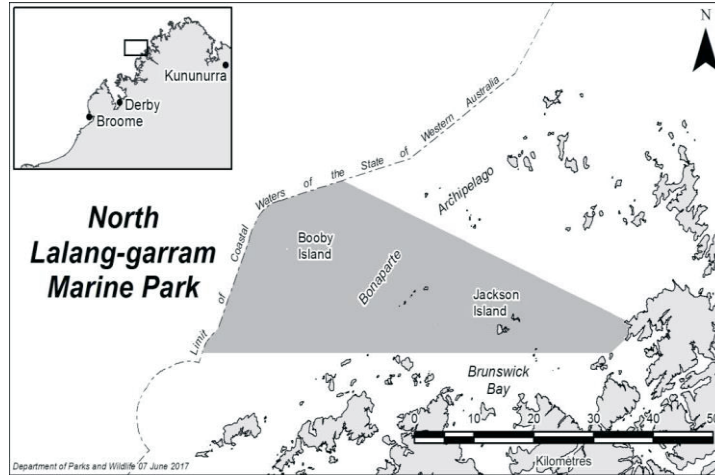 Kununurra
Derby
Broome
N
North
Lalang-garram
Marine Park
Limit of Coastal Waters of the State of Western Australia
Bonaparte Archipelago
Booby
Island
Jackson
Island
Brunswick
Bay
0 10 20 30 40 50
Kilometres
Department of Parks and Wildlife 07 June 2017